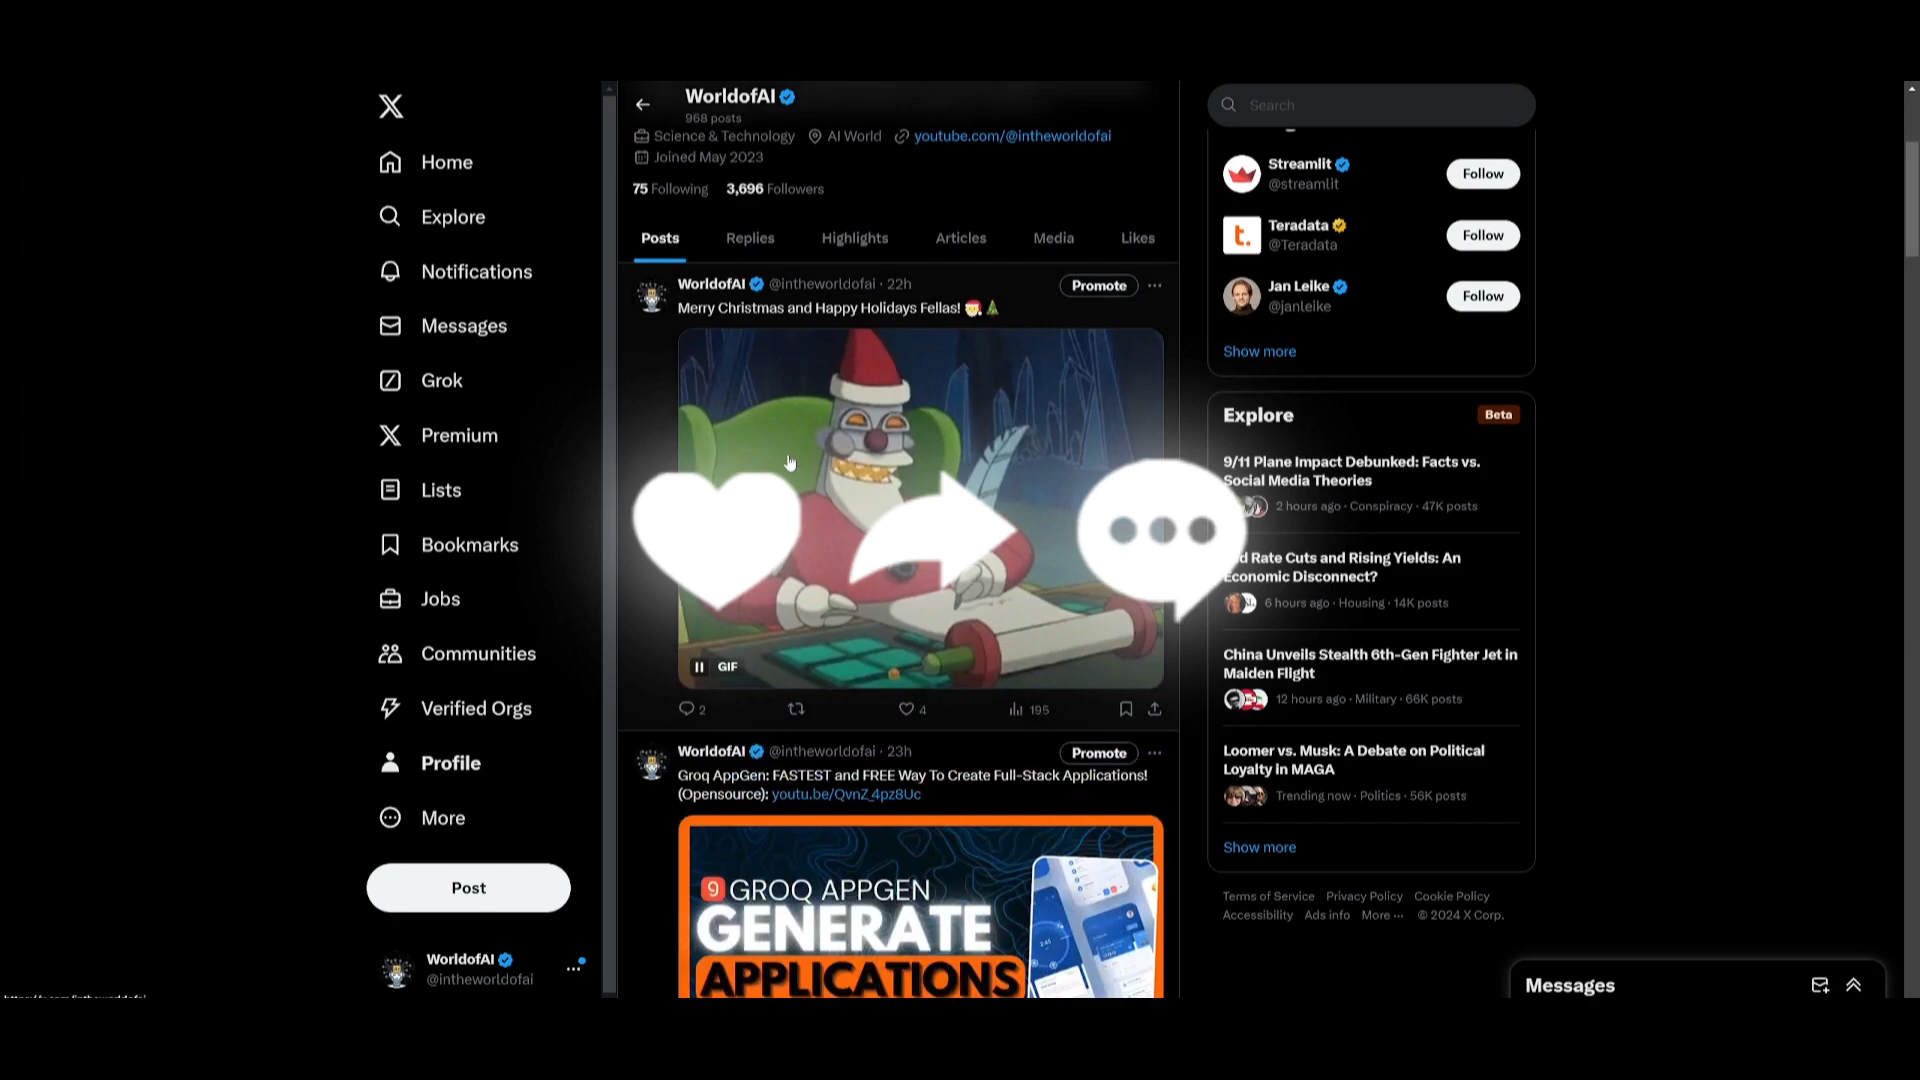 Home
Explore
Notifications
Messages
Grok
Premium
Lists
Bookmarks
Jobs
Communities
Verified Orgs
Profile
More
Post
WorldofAI
@intheworldofai
WorldofAI
968 posts
Science & Technology AI World youtube.com/@intheworldofai
Joined May 2023
75 Following 3,696 Followers
Posts Replies Highlights Articles Media Likes
WorldofAI @intheworldofai · 22h Promote
Merry Christmas and Happy Holidays Fellas! 🎅🎄
GIF
2 4 195
WorldofAI @intheworldofai · 23h Promote
Groq AppGen: FASTEST and FREE Way To Create Full-Stack Applications!
(Opensource): youtu.be/QvnZ_4pz8Uc
9 GROQ APPGEN
GENERATE
APPLICATIONS
Search
Streamlit
@streamlit
Follow
Teradata
@Teradata
Follow
Jan Leike
@janleike
Follow
Show more
Explore Beta
9/11 Plane Impact Debunked: Facts vs.
Social Media Theories
2 hours ago · Conspiracy · 47K posts
Rate Cuts and Rising Yields: An
Economic Disconnect?
6 hours ago · Housing · 14K posts
China Unveils Stealth 6th-Gen Fighter Jet in
Maiden Flight
12 hours ago · Military · 66K posts
Loomer vs. Musk: A Debate on Political
Loyalty in MAGA
Trending now · Politics · 56K posts
Show more
Terms of Service Privacy Policy Cookie Policy
Accessibility Ads info More ··· © 2024 X Corp.
Messages